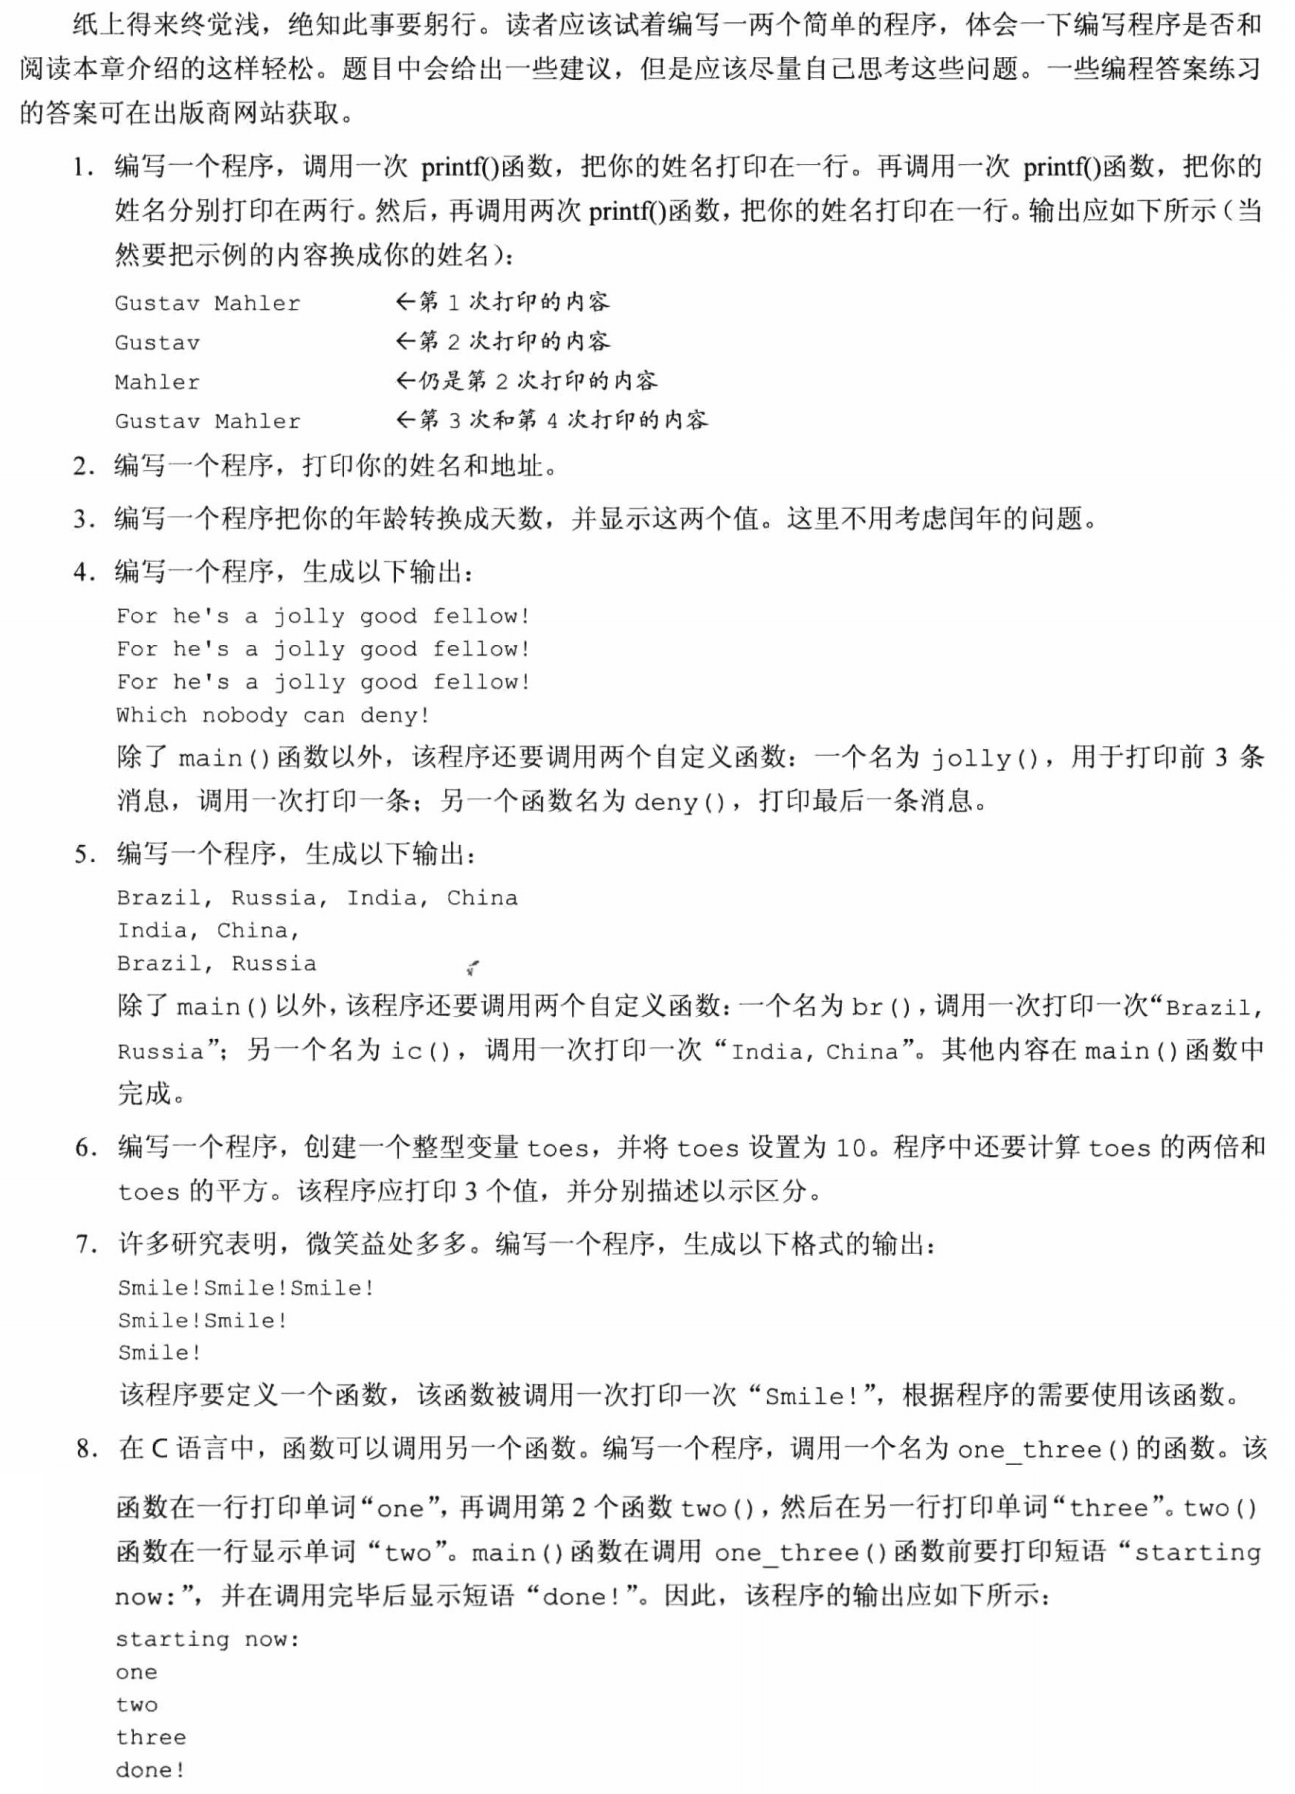 纸上得来终觉浅，绝知此事要躬行。读者应该试着编写一两个简单的程序，体会一下编写程序是否和
阅读本章介绍的这样轻松。题目中会给出一些建议，但是应该尽量自己思考这些问题。一些编程答案练习
的答案可在出版商网站获取。
1．编写一个程序，调用一次 printf()函数，把你的姓名打印在一行。再调用一次 printf()函数，把你的
姓名分别打印在两行。然后，再调用两次 printf()函数，把你的姓名打印在一行。输出应如下所示（当
然要把示例的内容换成你的姓名）：
Gustav Mahler ←第 1 次打印的内容
Gustav ←第 2 次打印的内容
Mahler ←仍是第 2 次打印的内容
Gustav Mahler ←第 3 次和第 4 次打印的内容
2．编写一个程序，打印你的姓名和地址。
3．编写一个程序把你的年龄转换成天数，并显示这两个值。这里不用考虑闰年的问题。
4．编写一个程序，生成以下输出：
For he's a jolly good fellow!
For he's a jolly good fellow!
For he's a jolly good fellow!
Which nobody can deny!
除了 main()函数以外，该程序还要调用两个自定义函数：一个名为 jolly()，用于打印前 3 条
消息，调用一次打印一条；另一个函数名为 deny()，打印最后一条消息。
5．编写一个程序，生成以下输出：
Brazil, Russia, India, China
India, China,
Brazil, Russia
除了 main()以外，该程序还要调用两个自定义函数：一个名为 br()，调用一次打印一次“Brazil,
Russia”；另一个名为 ic()，调用一次打印一次“India, China”。其他内容在 main()函数中
完成。
6．编写一个程序，创建一个整型变量 toes，并将 toes 设置为 10。程序中还要计算 toes 的两倍和
toes 的平方。该程序应打印 3 个值，并分别描述以示区分。
7．许多研究表明，微笑益处多多。编写一个程序，生成以下格式的输出：
Smile!Smile!Smile!
Smile!Smile!
Smile!
该程序要定义一个函数，该函数被调用一次打印一次“Smile!”，根据程序的需要使用该函数。
8．在 C 语言中，函数可以调用另一个函数。编写一个程序，调用一个名为 one_three()的函数。该
函数在一行打印单词“one”，再调用第 2 个函数 two()，然后在另一行打印单词“three”。two()
函数在一行显示单词“two”。main()函数在调用 one_three()函数前要打印短语“starting
now:”，并在调用完毕后显示短语“done!”。因此，该程序的输出应如下所示：
starting now:
one
two
three
done!